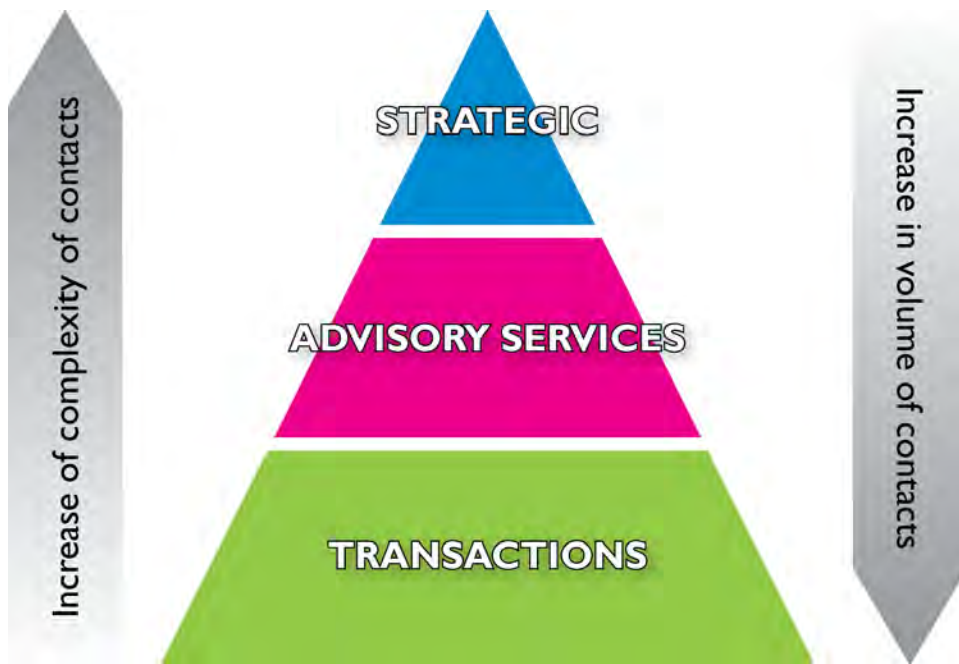 Increase of complexity of contacts
STRATEGIC
ADVISORY SERVICES
TRANSACTIONS
Increase in volume of contacts